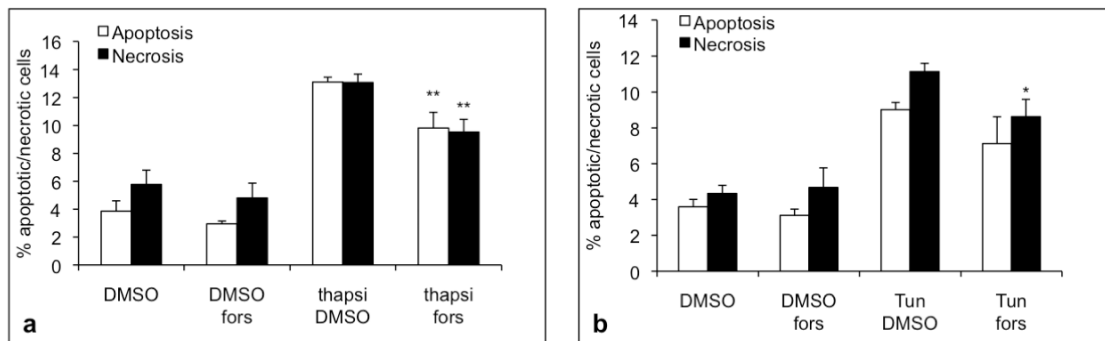 Apoptosis
Necrosis
% apoptotic/necrotic cells
16
14
12
10
8
6
4
2
0
** **
DMSO DMSO thapsi thapsi
fors DMSO fors
a
Apoptosis
Necrosis
% apoptotic/necrotic cells
14
12
10
8
6
4
2
0
*
DMSO DMSO Tun Tun
fors DMSO fors
b